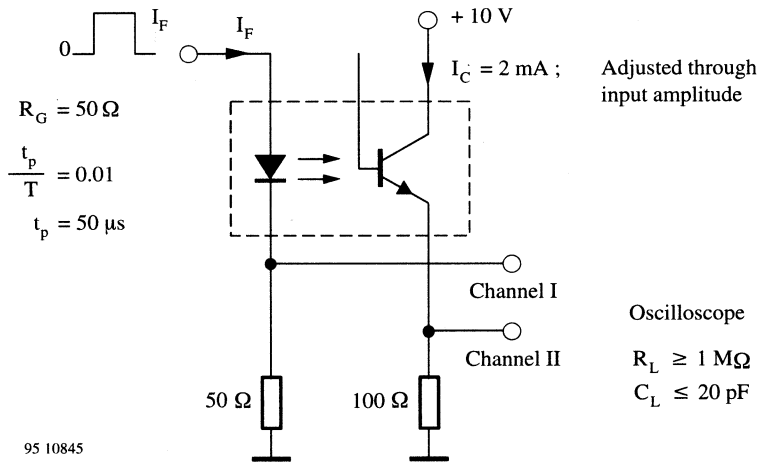 I_F
0
I_F
+ 10 V
I_C = 2 mA ;
Adjusted through
input amplitude
R_G = 50 Ω
t_p
T
= 0.01
t_p = 50 µs
Channel I
Channel II
Oscilloscope
R_L ≥ 1 MΩ
C_L ≤ 20 pF
50 Ω
100 Ω
95 10845